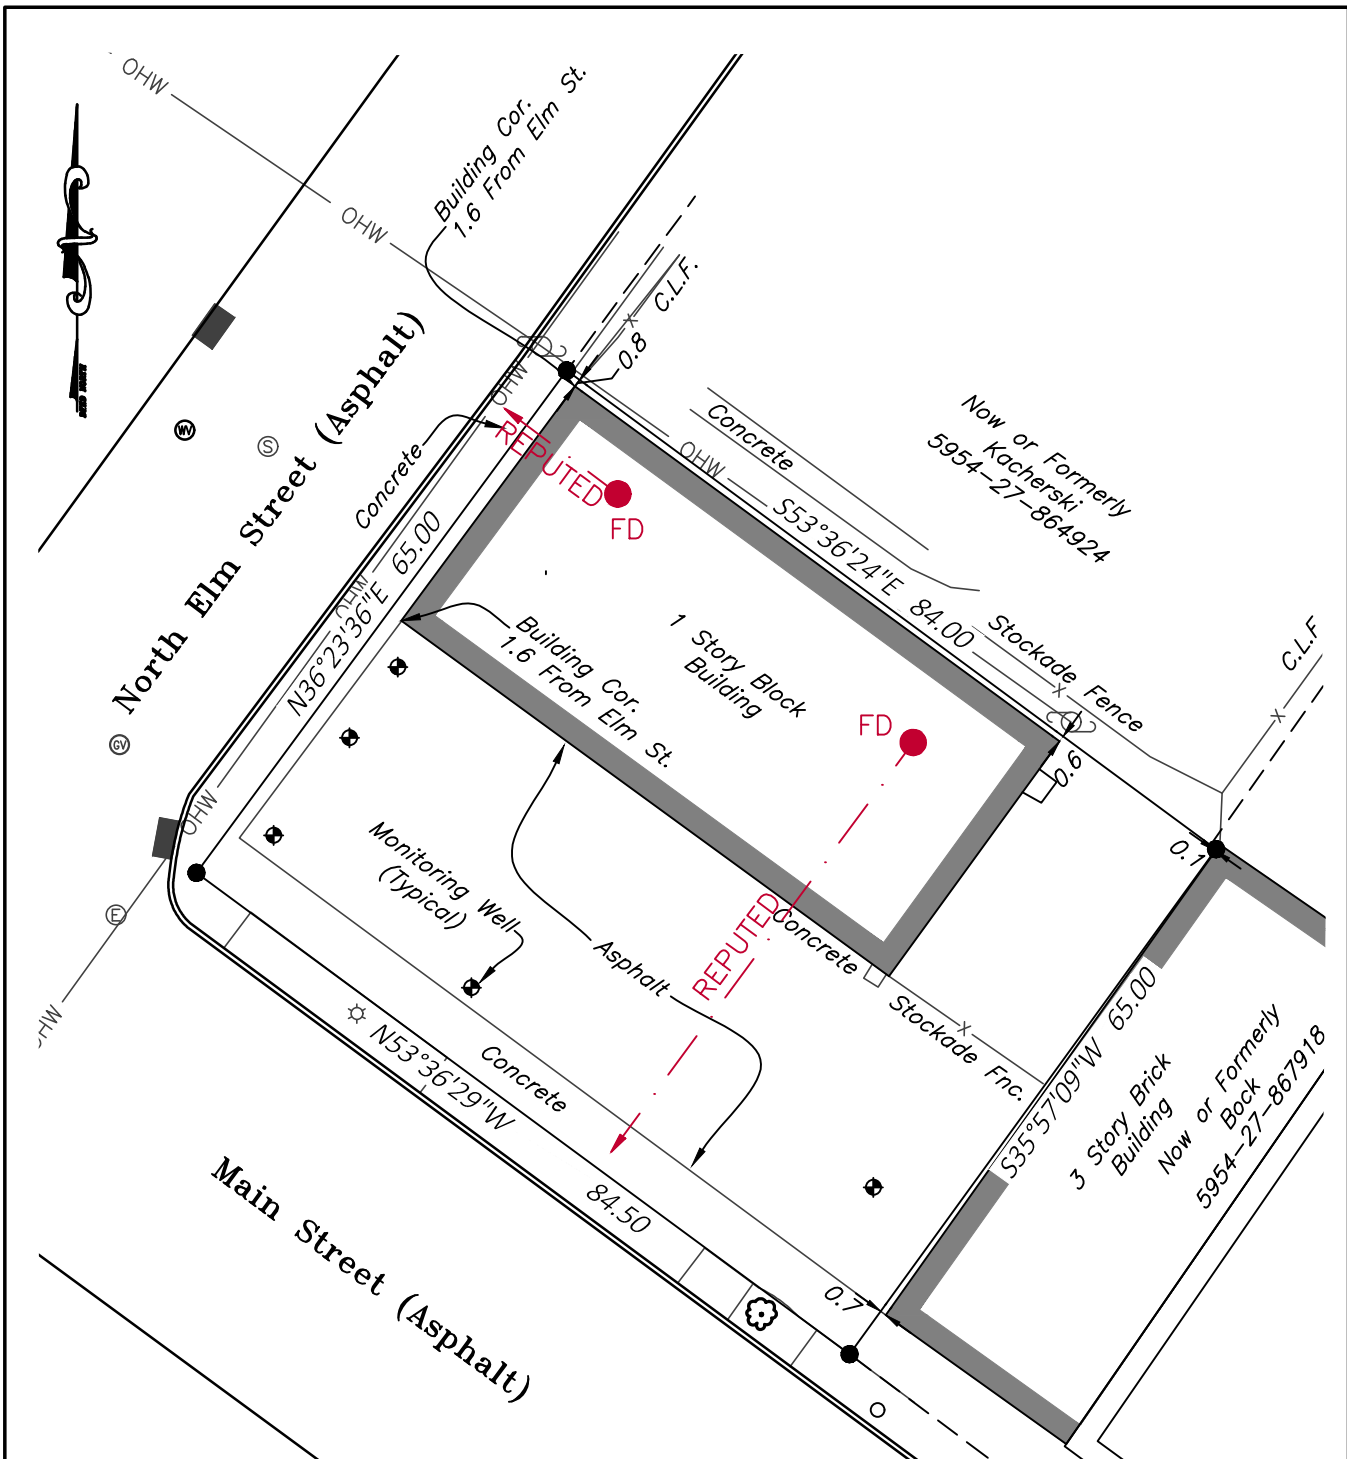 OHW
Building Cor.
1.6 From Elm St.
OHW
C.L.F.
0.8
North Elm Street (Asphalt)
WV
S
OHW
Concrete
REPUTED
FD
Concrete
OHW
Now or Formerly
Kacherski
5954-27-864924
S53°36'24"E 84.00
OHW
N36°23'36"E 65.00
Building Cor.
1.6 From Elm St.
1 Story Block
Building
Stockade Fence
C.L.F
FD
0.6
GV
OHW
Monitoring Well
(Typical)
0.1
E
Asphalt
REPUTED
Concrete
Stockade Fnc.
S35°57'09"W 65.00
OHW
N53°36'29"W
84.50
Concrete
3 Story Brick
Building
Now or Formerly
Bock
5954-27-867918
Main Street (Asphalt)
0.7